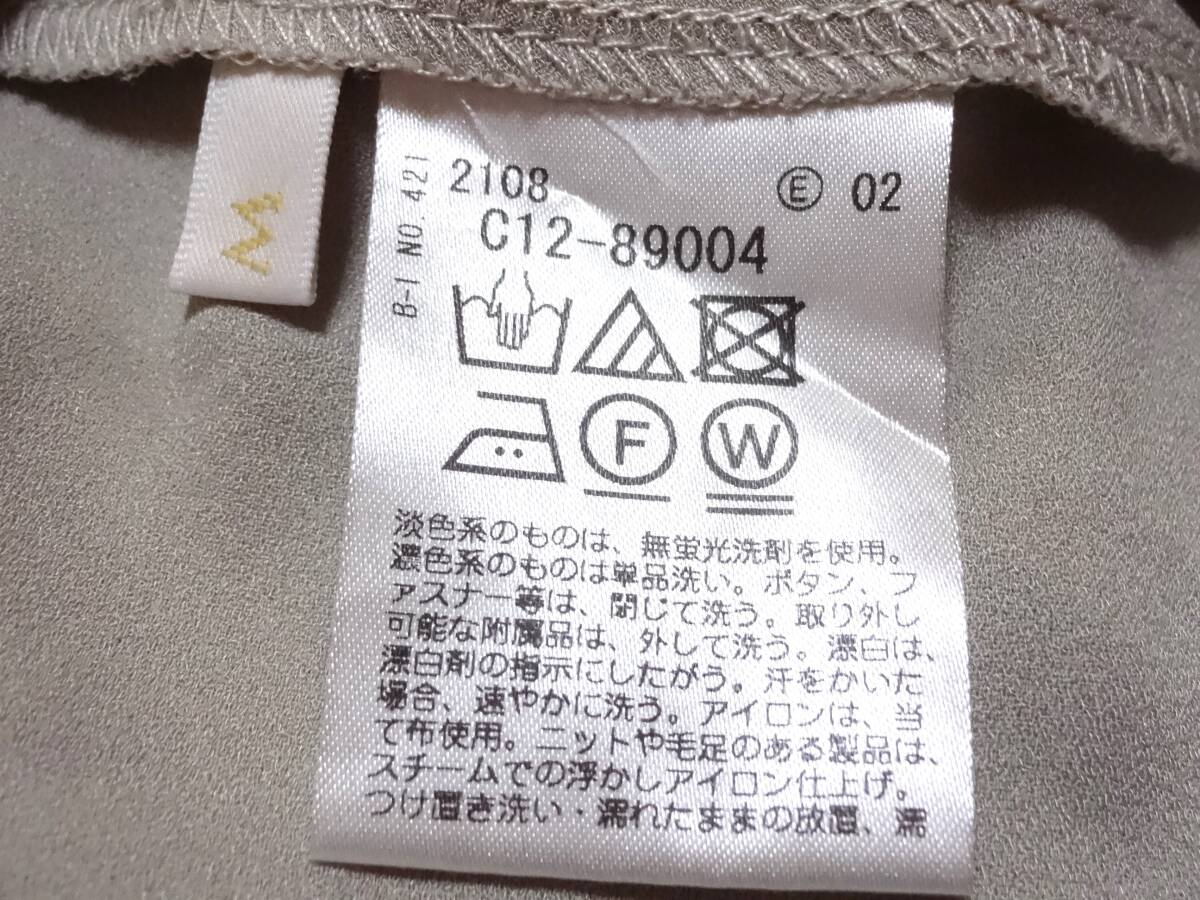 M
B-I NO.421
2108 Ⓔ 02
C12-89004
F W
淡色系のものは、無蛍光洗剤を使用。
濃色系のものは単品洗い。ボタン、フ
ァスナー等は、閉じて洗う。取り外し
可能な附属品は、外して洗う。漂白は、
漂白剤の指示にしたがう。汗をかいた
場合、速やかに洗う。アイロンは、当
て布使用。ニットや毛足のある製品は、
スチームでの浮かしアイロン仕上げ。
つけ置き洗い・濡れたままの放置、濡